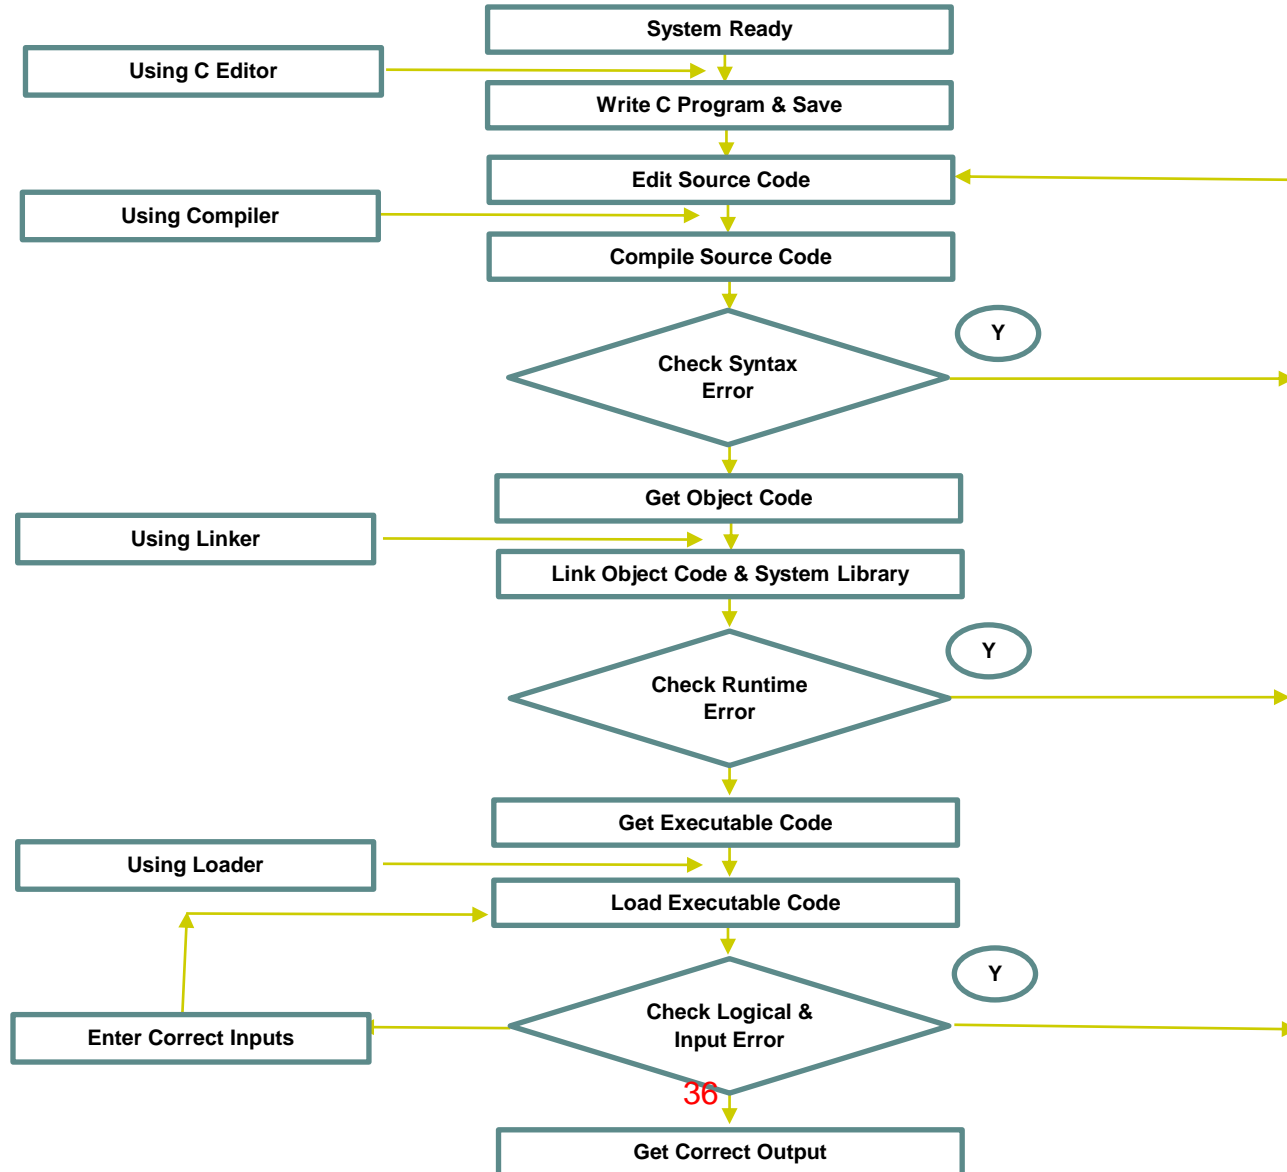 System Ready
Using C Editor
Write C Program & Save
Edit Source Code
Using Compiler
Compile Source Code
Y
Check Syntax
Error
Get Object Code
Using Linker
Link Object Code & System Library
Y
Check Runtime
Error
Get Executable Code
Using Loader
Load Executable Code
Y
Check Logical &
Input Error
Enter Correct Inputs
36
Get Correct Output